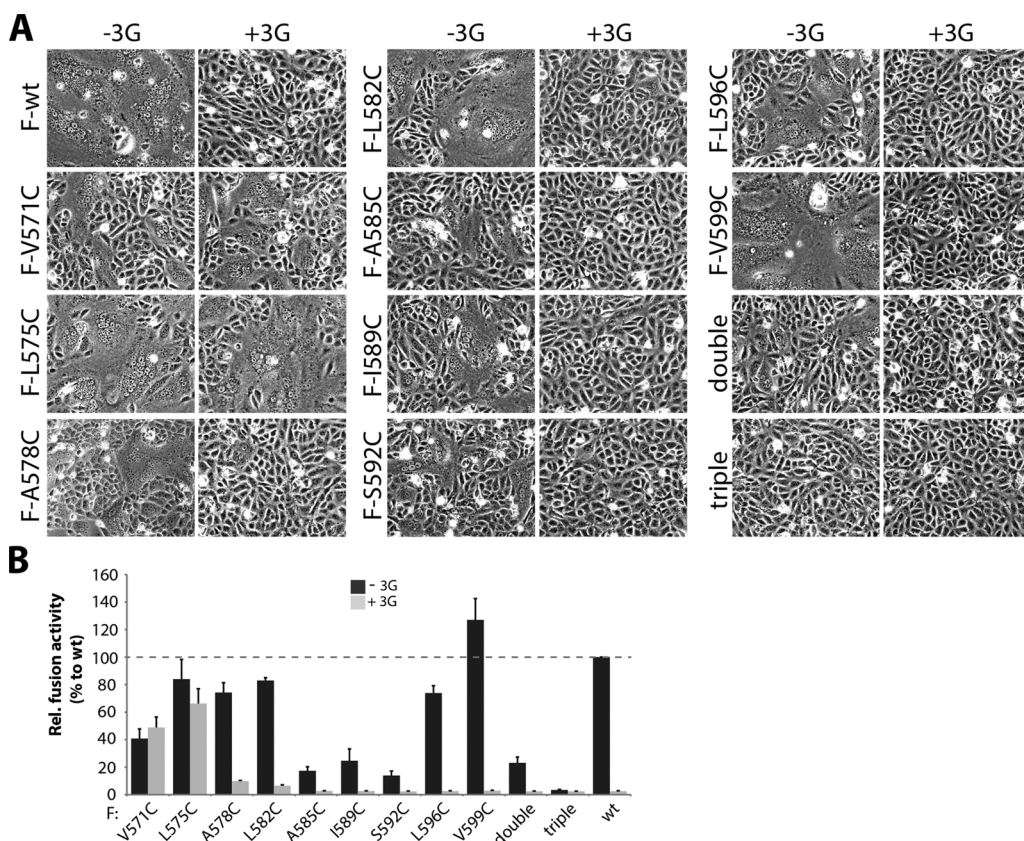 A
-3G +3G -3G +3G -3G +3G
F-wt F-L582C F-L596C
F-V571C F-A585C F-V599C
F-L575C F-I589C double
F-A578C F-S592C triple
B
Rel. fusion activity
(% to wt)
160
140
120
100
80
60
40
20
0
- 3G
+ 3G
F: V571C L575C A578C L582C A585C I589C S592C L596C V599C double triple wt